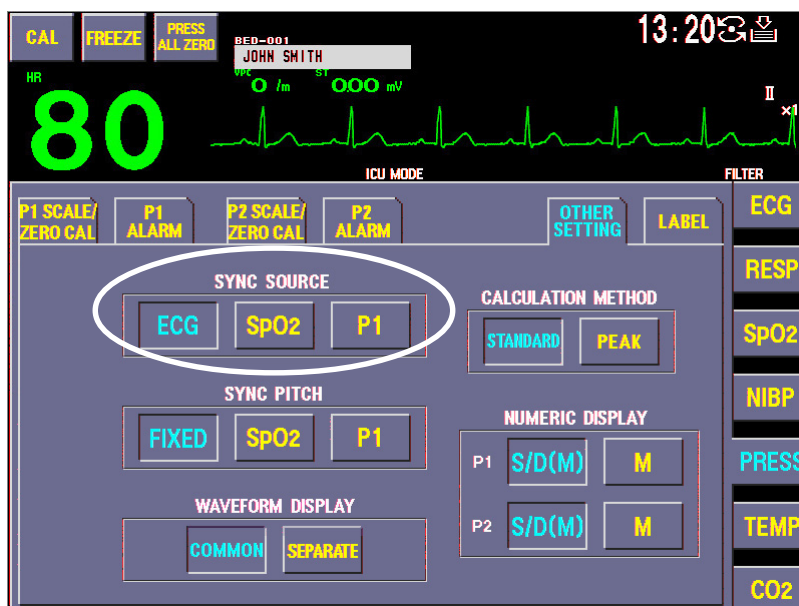 CAL
FREEZE
PRESS
ALL ZERO
BED-001
JOHN SMITH
13:20
HR
80
VPC
0 /m
ST
0.00 mV
II
×1
ICU MODE
FILTER
P1 SCALE/
ZERO CAL
P1
ALARM
P2 SCALE/
ZERO CAL
P2
ALARM
OTHER
SETTING
LABEL
SYNC SOURCE
ECG SpO2 P1
CALCULATION METHOD
STANDARD PEAK
SYNC PITCH
FIXED SpO2 P1
NUMERIC DISPLAY
P1 S/D(M) M
P2 S/D(M) M
WAVEFORM DISPLAY
COMMON SEPARATE
ECG
RESP
SpO2
NIBP
PRESS
TEMP
CO2